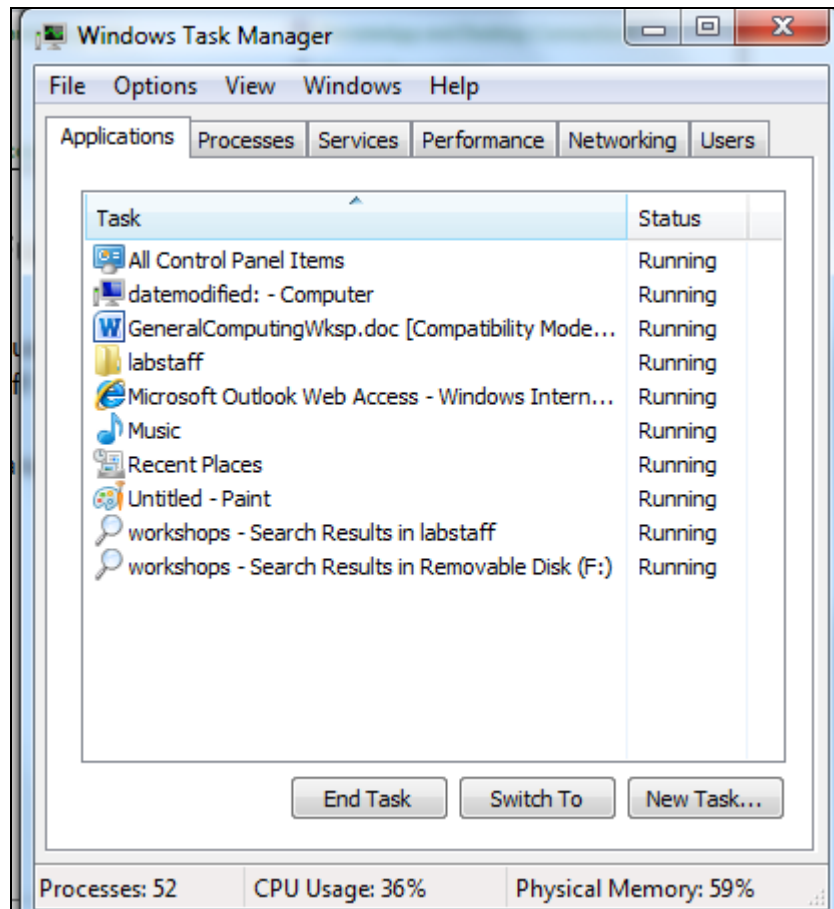 Windows Task Manager
File Options View Windows Help
Applications Processes Services Performance Networking Users
Task Status
All Control Panel Items Running
datemodified: - Computer Running
GeneralComputingWksp.doc [Compatibility Mode... Running
labstaff Running
Microsoft Outlook Web Access - Windows Intern... Running
Music Running
Recent Places Running
Untitled - Paint Running
workshops - Search Results in labstaff Running
workshops - Search Results in Removable Disk (F:) Running
End Task Switch To New Task...
Processes: 52 CPU Usage: 36% Physical Memory: 59%